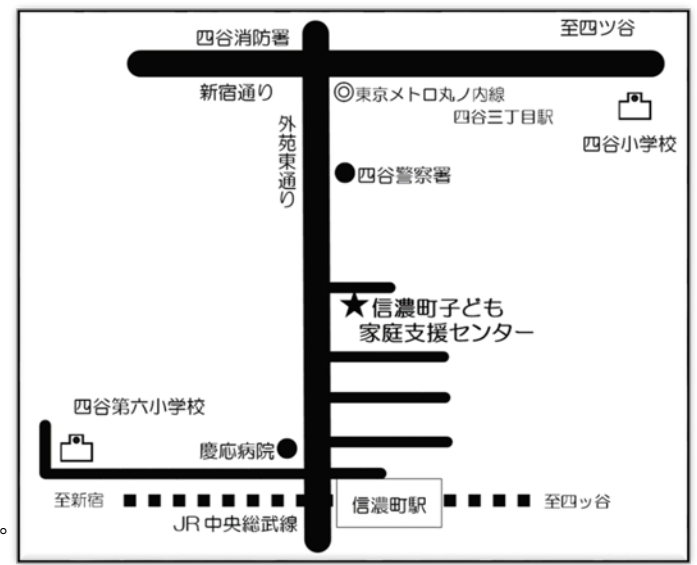 四谷消防署
至四ツ谷
新宿通り
◎東京メトロ丸ノ内線
四谷三丁目駅
四谷小学校
外苑東通り
●四谷警察署
★信濃町子ども
家庭支援センター
四谷第六小学校
慶応病院●
至新宿
信濃町駅
至四ッ谷
JR中央総武線
。